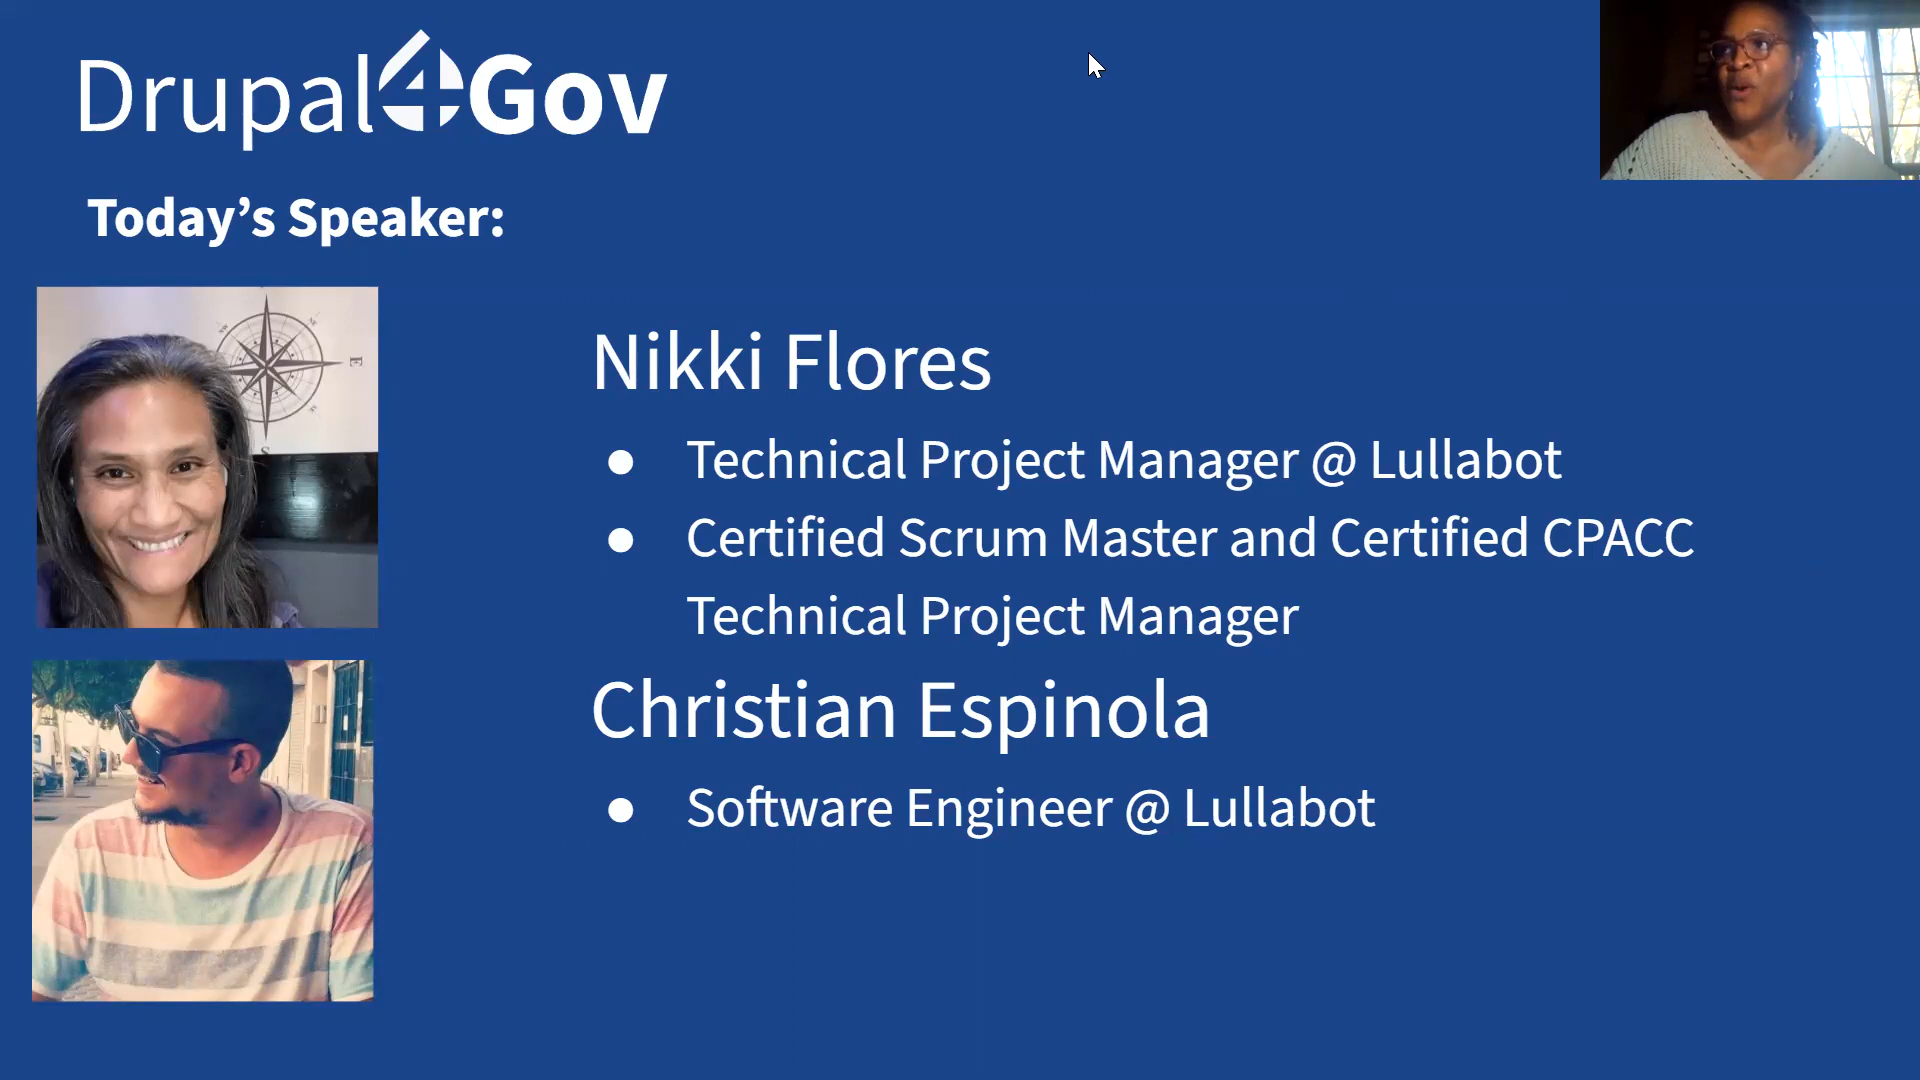 Drupal4Gov
Today’s Speaker:
E
S
Nikki Flores
● Technical Project Manager @ Lullabot
● Certified Scrum Master and Certified CPACC
Technical Project Manager
Christian Espinola
● Software Engineer @ Lullabot